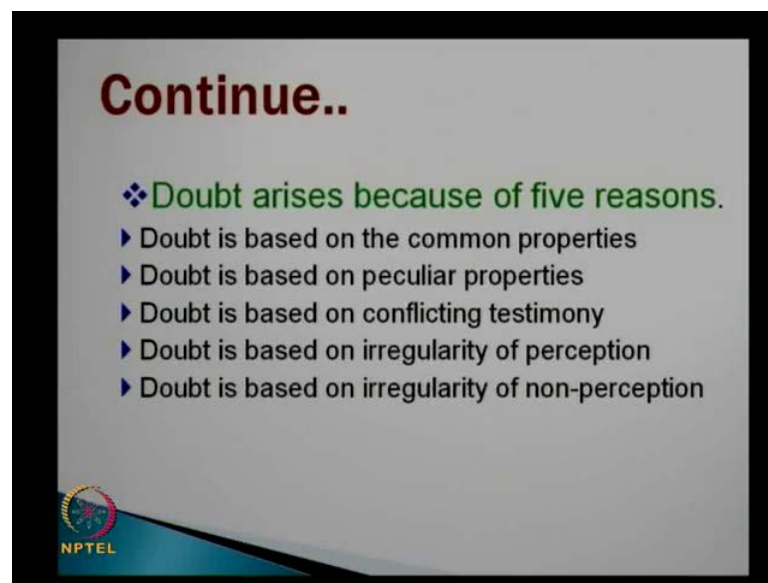 Continue..
❖Doubt arises because of five reasons.
Doubt is based on the common properties
Doubt is based on peculiar properties
Doubt is based on conflicting testimony
Doubt is based on irregularity of perception
Doubt is based on irregularity of non-perception
NPTEL